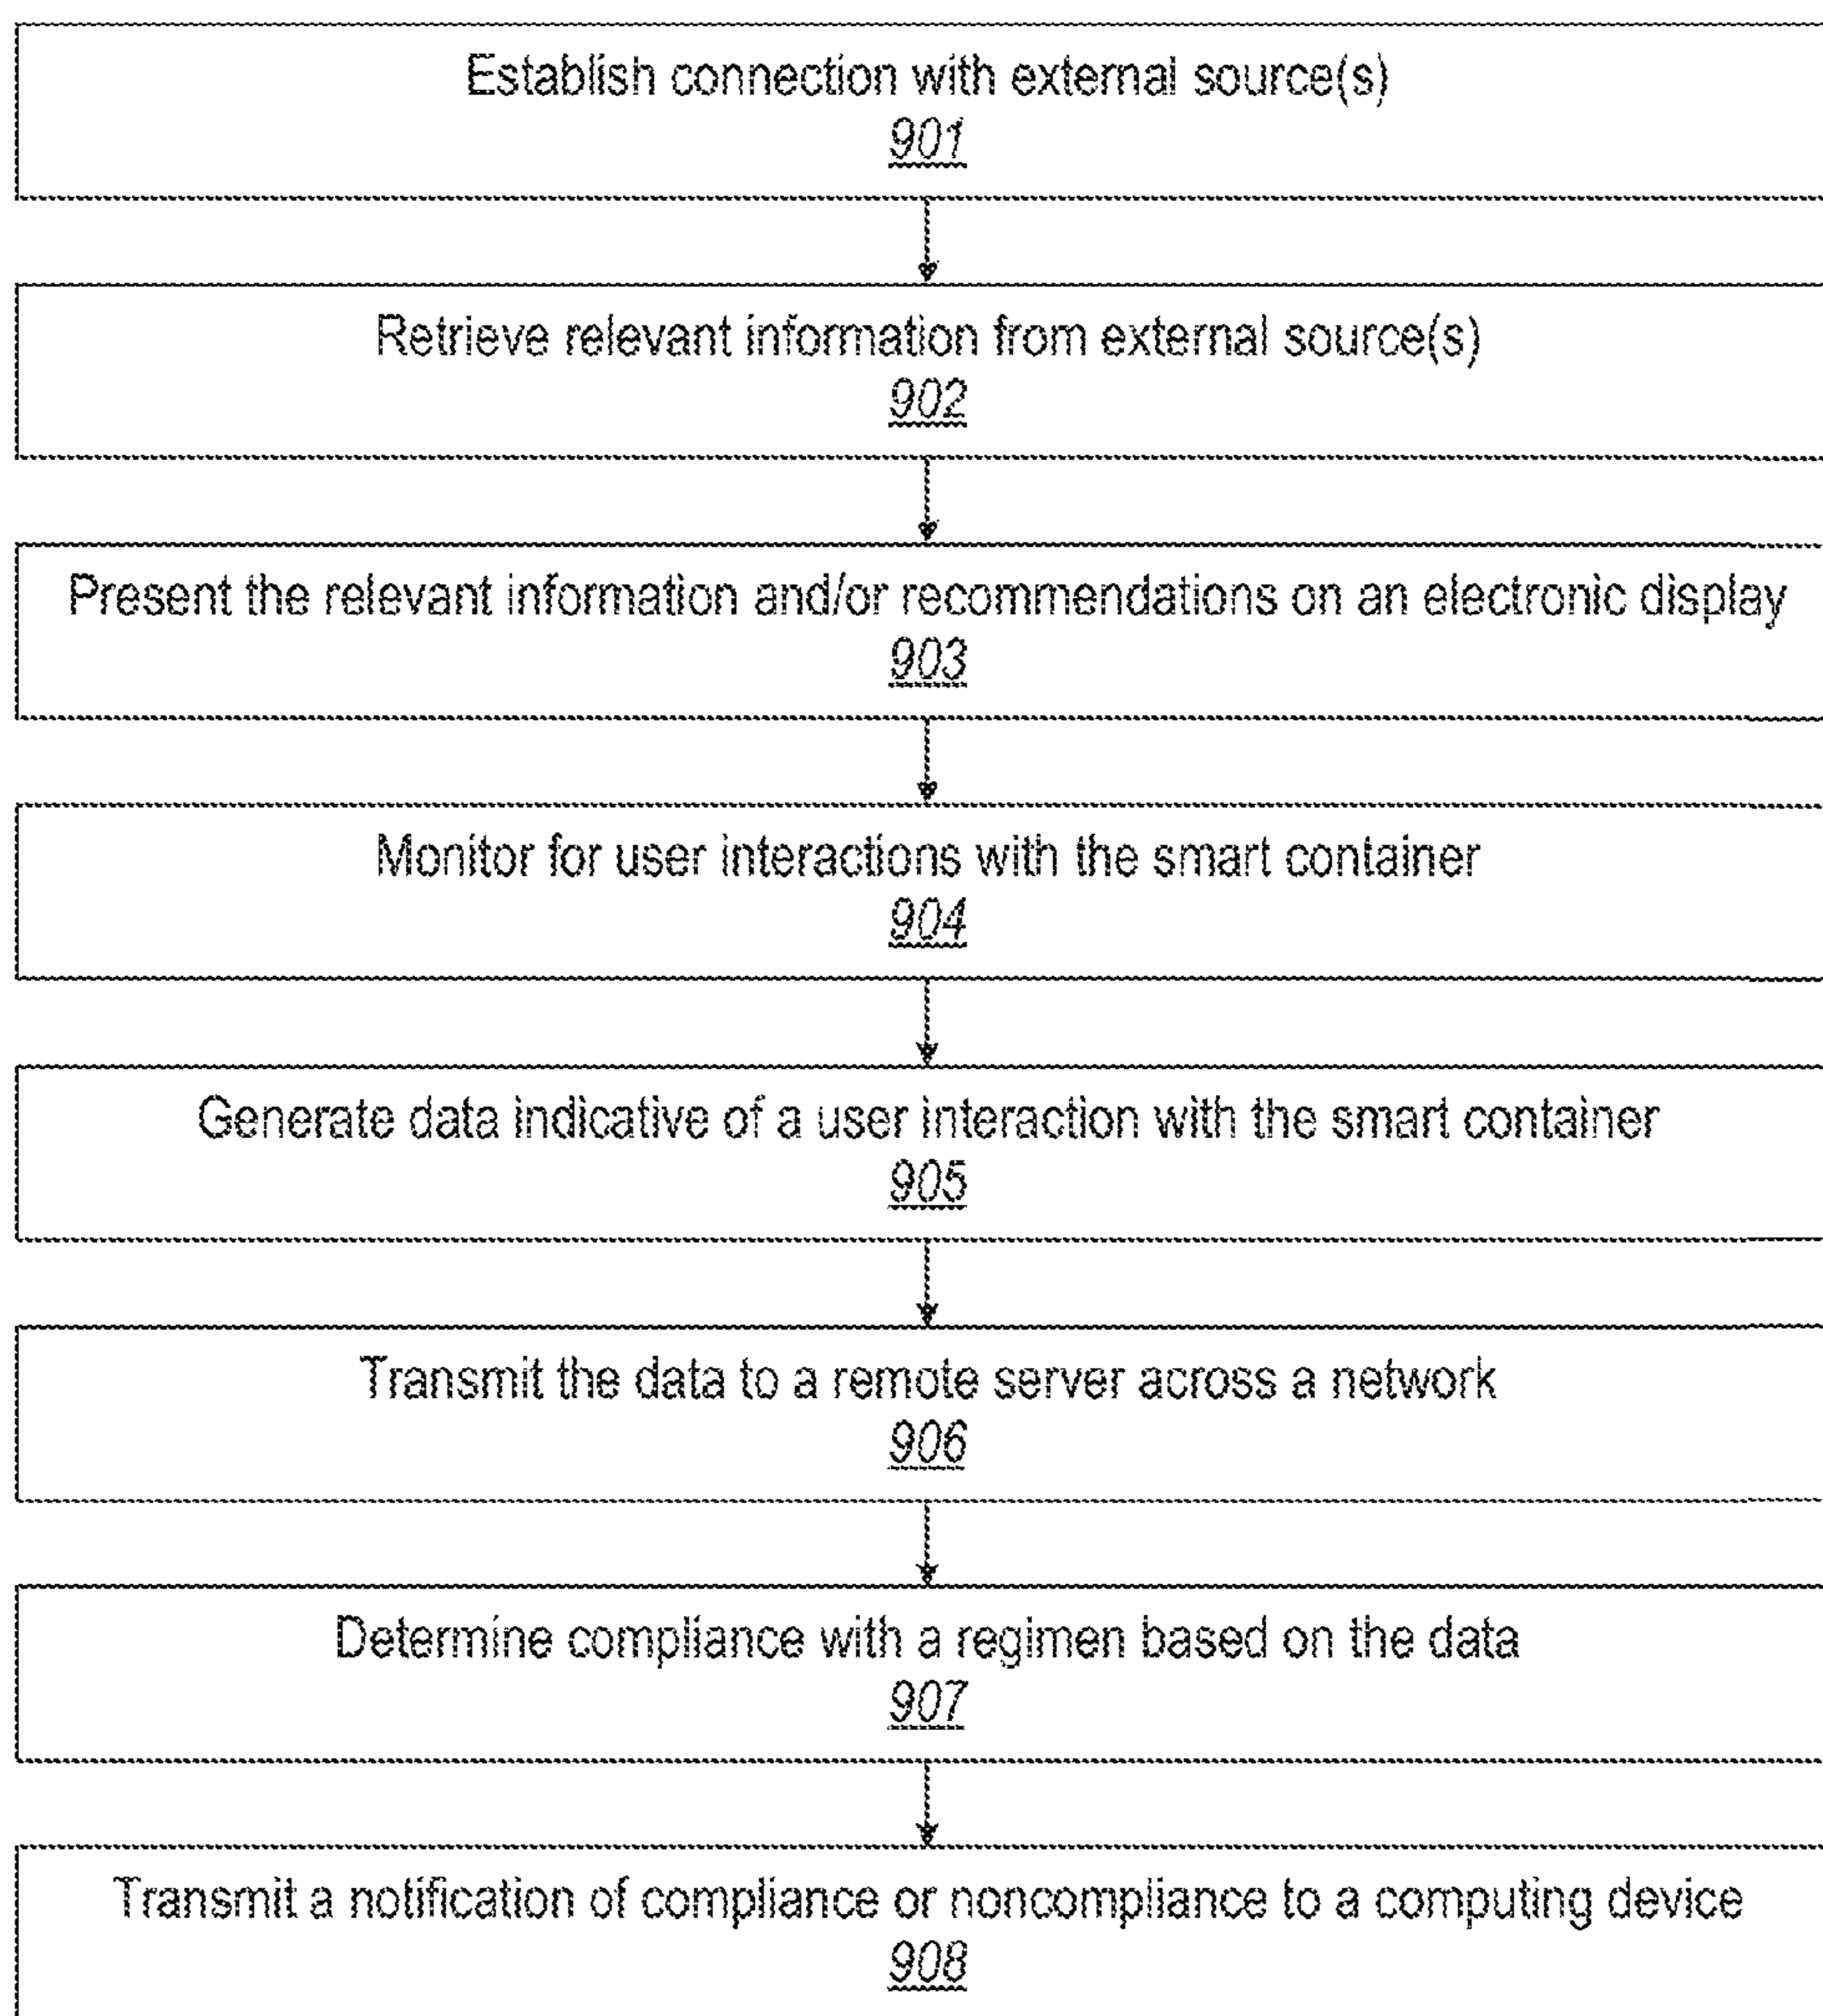 Establish connection with external source(s)
901
Retrieve relevant information from external source(s)
902
Present the relevant information and/or recommendations on an electronic display
903
Monitor for user interactions with the smart container
904
Generate data indicative of a user interaction with the smart container
905
Transmit the data to a remote server across a network
906
Determine compliance with a regimen based on the data
907
Transmit a notification of compliance or noncompliance to a computing device
908